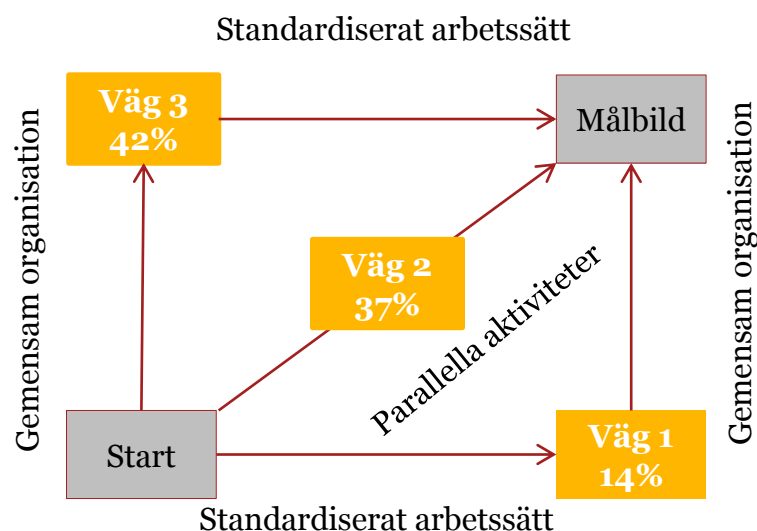 Standardiserat arbetssätt
Väg 3
42%
Målbild
Gemensam organisation
Gemensam organisation
Väg 2
37%
Parallella aktiviteter
Start
Väg 1
14%
Standardiserat arbetssätt